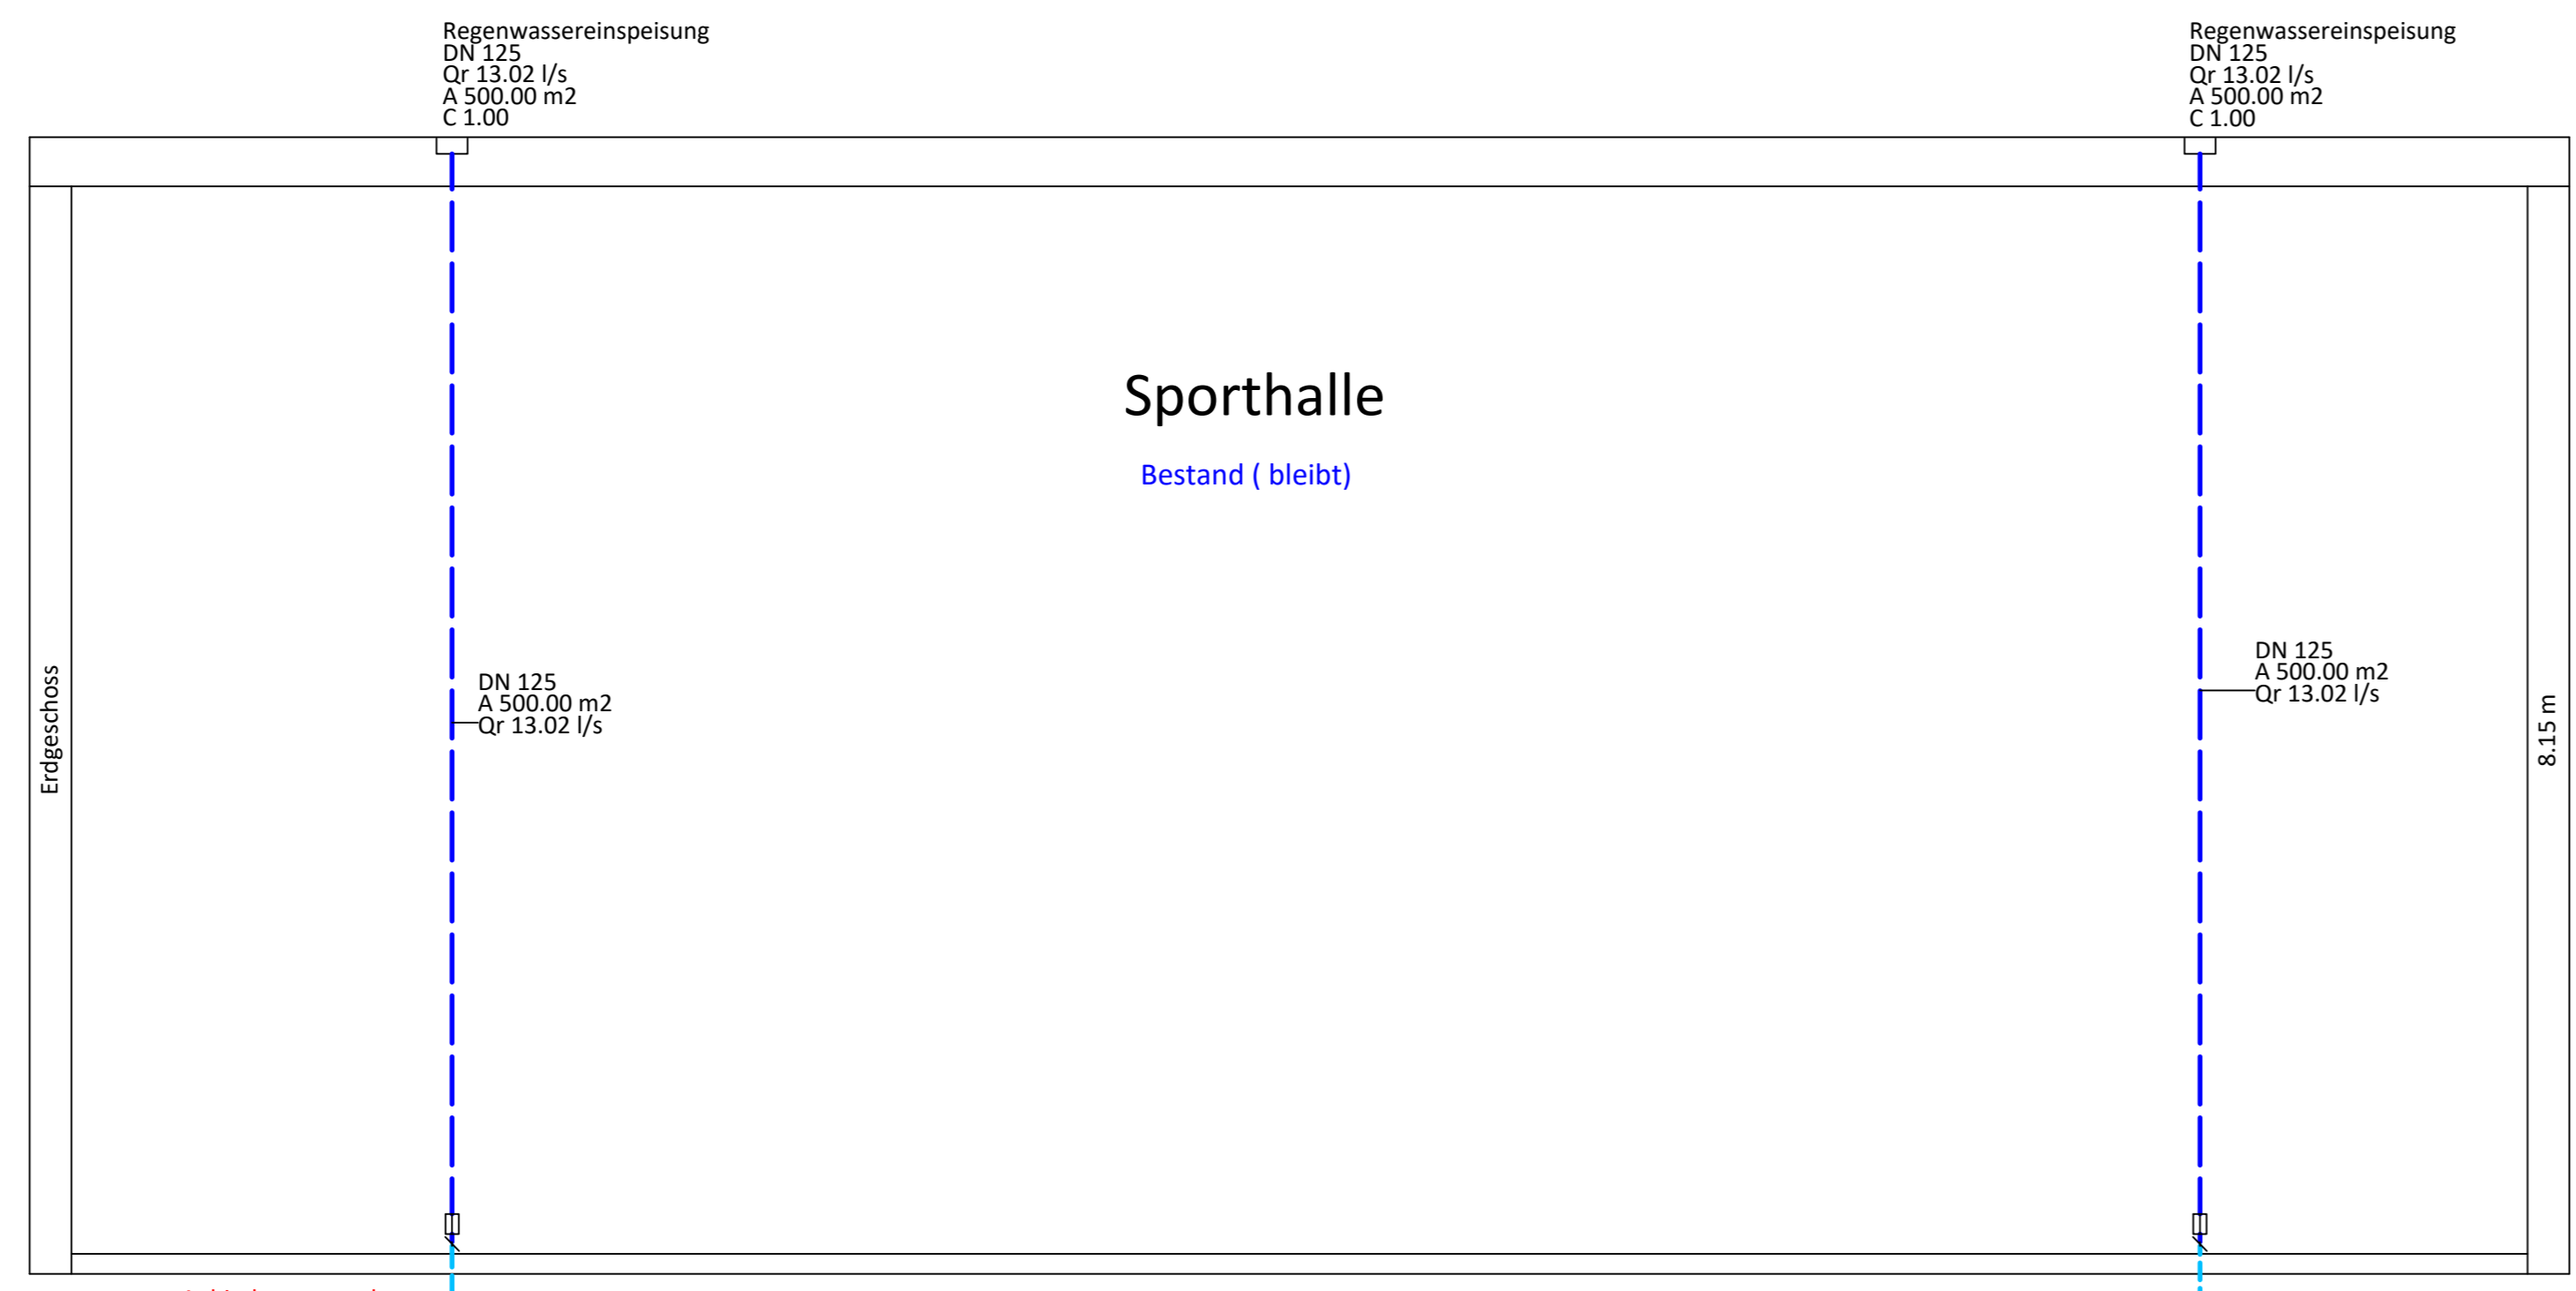 Regenwassereinspeisung
DN 125
Qr 13.02 l/s
A 500.00 m2
C 1.00
Regenwassereinspeisung
DN 125
Qr 13.02 l/s
A 500.00 m2
C 1.00
Sporthalle
Bestand ( bleibt)
Erdgeschoss
DN 125
A 500.00 m2
Qr 13.02 l/s
DN 125
A 500.00 m2
Qr 13.02 l/s
8.15 m